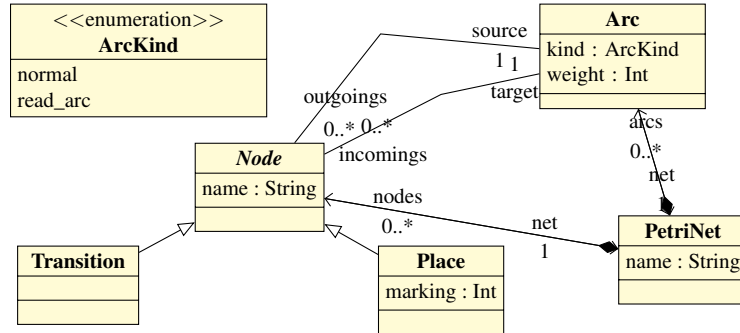 <<enumeration>>
ArcKind
normal
read_arc
Arc
kind : ArcKind
weight : Int
source
1
1
target
outgoings
0..*
0..*
incomings
arcs
0..*
net
1
Node
name : String
nodes
0..*
net
1
PetriNet
name : String
Transition
Place
marking : Int